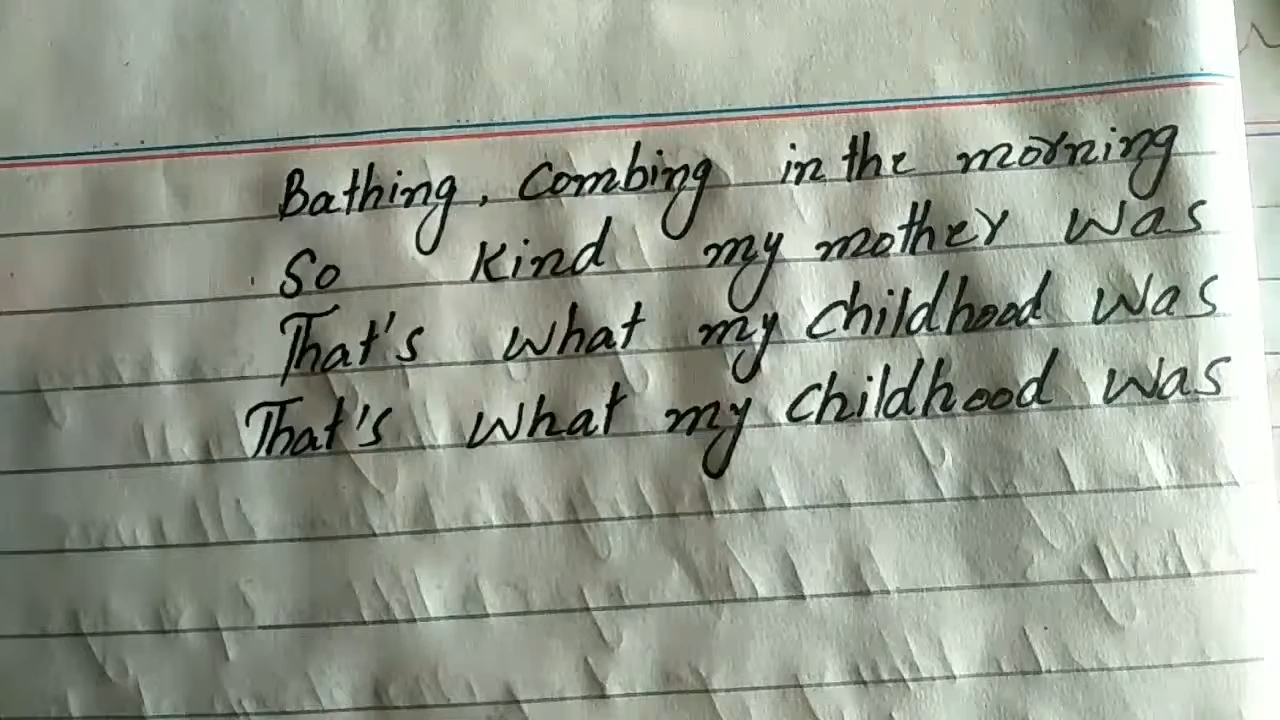 Bathing, Combing in the morning
So Kind my mother was
That's what my childhood was
That's what my childhood was